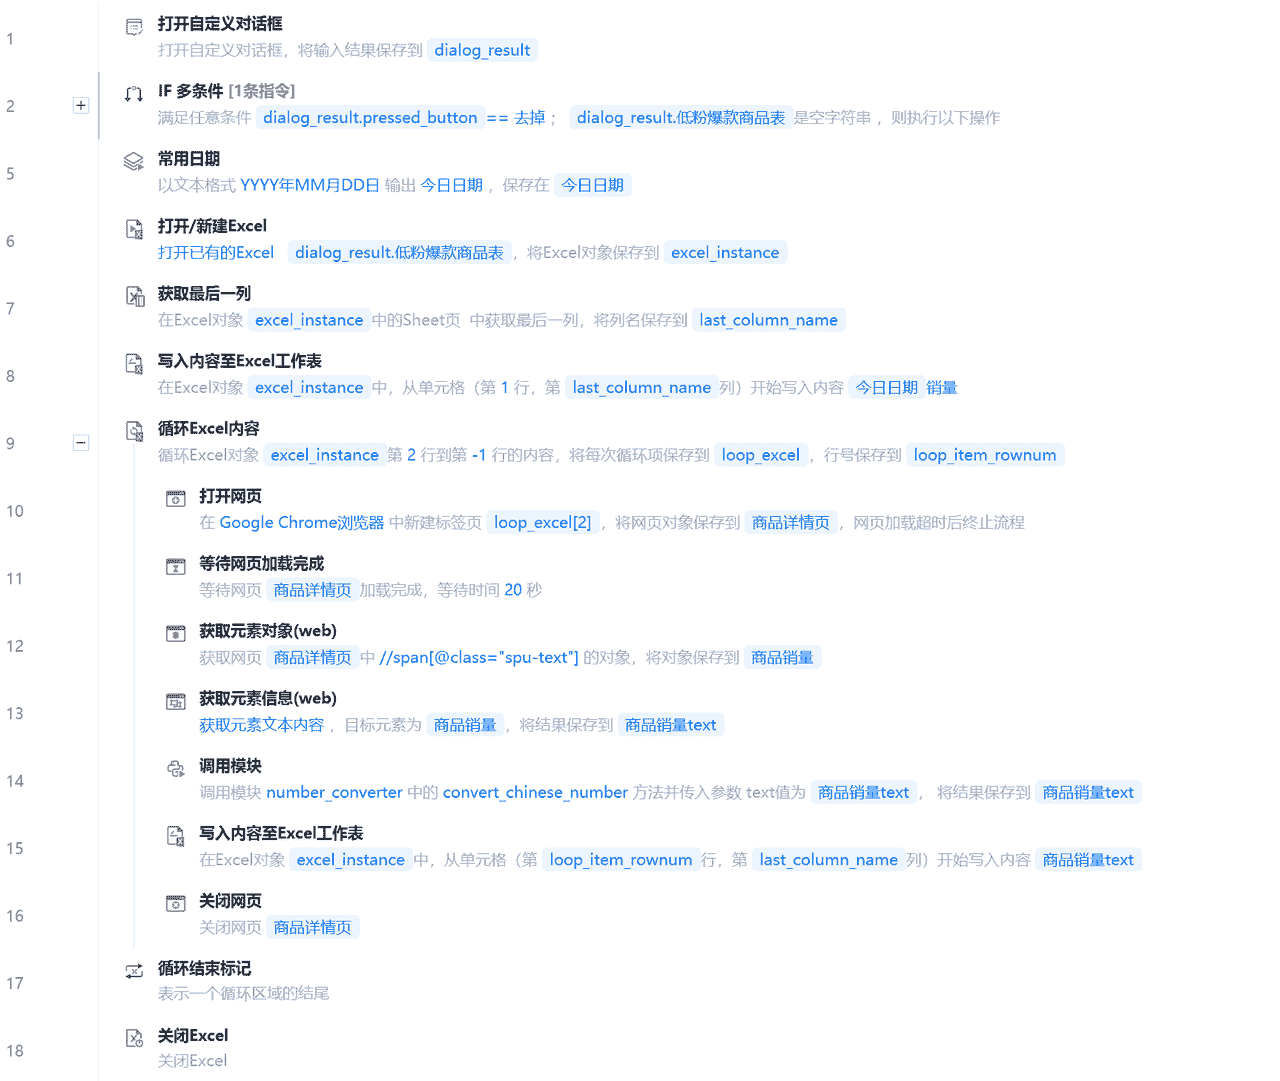 1
打开自定义对话框
打开自定义对话框，将输入结果保存到 dialog_result
2
IF 多条件 [1条指令]
满足任意条件 dialog_result.pressed_button == 去掉； dialog_result.低粉爆款商品表 是空字符串 ，则执行以下操作
5
常用日期
以文本格式 YYYY年MM月DD日 输出 今日日期 ，保存在 今日日期
6
打开/新建Excel
打开已有的Excel dialog_result.低粉爆款商品表 ，将Excel对象保存到 excel_instance
7
获取最后一列
在Excel对象 excel_instance 中的Sheet页 中获取最后一列，将列名保存到 last_column_name
8
写入内容至Excel工作表
在Excel对象 excel_instance 中，从单元格（第 1 行，第 last_column_name 列）开始写入内容 今日日期 销量
9
循环Excel内容
循环Excel对象 excel_instance 第 2 行到第 -1 行的内容，将每次循环项保存到 loop_excel ，行号保存到 loop_item_rownum
10
打开网页
在 Google Chrome浏览器 中新建标签页 loop_excel[2] ，将网页对象保存到 商品详情页 ，网页加载超时后终止流程
11
等待网页加载完成
等待网页 商品详情页 加载完成，等待时间 20 秒
12
获取元素对象(web)
获取网页 商品详情页 中 //span[@class="spu-text"] 的对象，将对象保存到 商品销量
13
获取元素信息(web)
获取元素文本内容 ，目标元素为 商品销量 ，将结果保存到 商品销量text
14
调用模块
调用模块 number_converter 中的 convert_chinese_number 方法并传入参数 text值为 商品销量text ， 将结果保存到 商品销量text
15
写入内容至Excel工作表
在Excel对象 excel_instance 中，从单元格（第 loop_item_rownum 行，第 last_column_name 列）开始写入内容 商品销量text
16
关闭网页
关闭网页 商品详情页
17
循环结束标记
表示一个循环区域的结尾
18
关闭Excel
关闭Excel